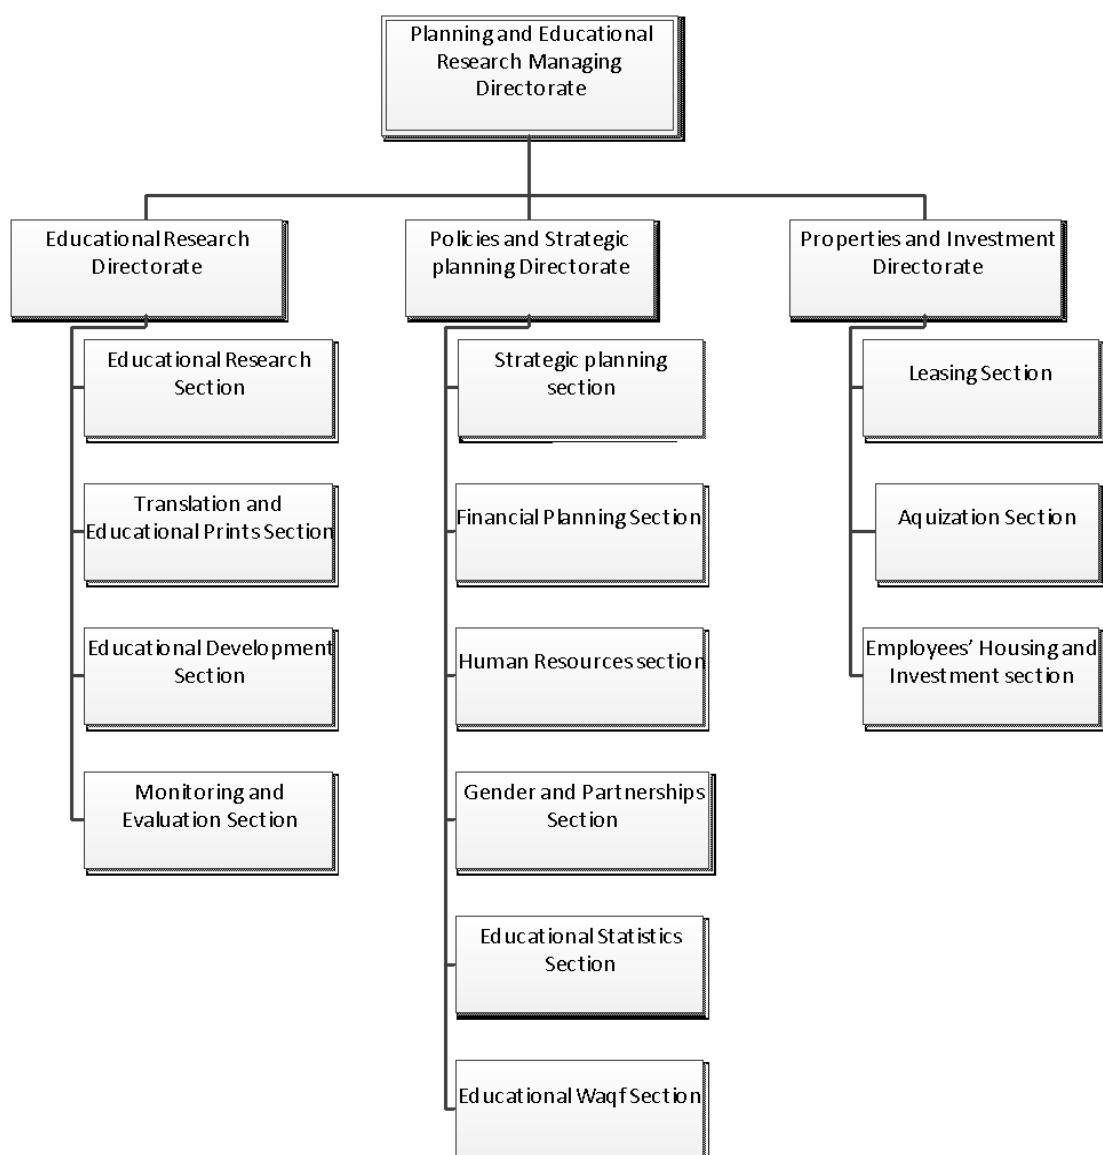 Planning and Educational
Research Managing
Directorate
Educational Research
Directorate
Policies and Strategic
planning Directorate
Properties and Investment
Directorate
Educational Research
Section
Translation and
Educational Prints Section
Educational Development
Section
Monitoring and
Evaluation Section
Strategic planning
section
Financial Planning Section
Human Resources section
Gender and Partnerships
Section
Educational Statistics
Section
Educational Waqf Section
Leasing Section
Aquization Section
Employees’ Housing and
Investment section